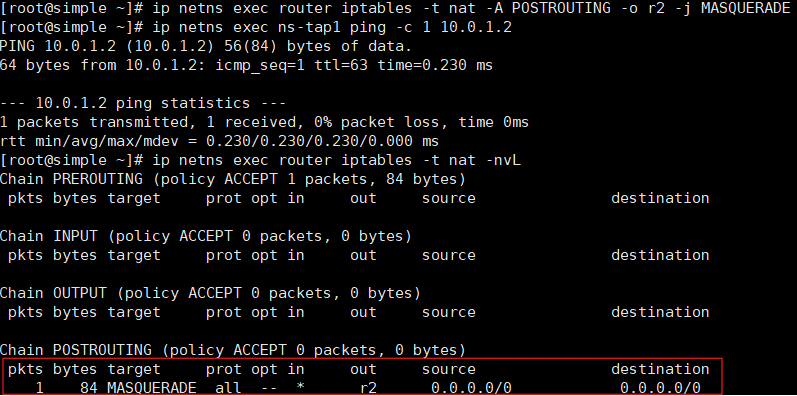 [root@simple ~]# ip netns exec router iptables -t nat -A POSTROUTING -o r2 -j MASQUERADE
[root@simple ~]# ip netns exec ns-tap1 ping -c 1 10.0.1.2
PING 10.0.1.2 (10.0.1.2) 56(84) bytes of data.
64 bytes from 10.0.1.2: icmp_seq=1 ttl=63 time=0.230 ms

--- 10.0.1.2 ping statistics ---
1 packets transmitted, 1 received, 0% packet loss, time 0ms
rtt min/avg/max/mdev = 0.230/0.230/0.230/0.000 ms
[root@simple ~]# ip netns exec router iptables -t nat -nvL
Chain PREROUTING (policy ACCEPT 1 packets, 84 bytes)
 pkts bytes target     prot opt in     out     source               destination

Chain INPUT (policy ACCEPT 0 packets, 0 bytes)
 pkts bytes target     prot opt in     out     source               destination

Chain OUTPUT (policy ACCEPT 0 packets, 0 bytes)
 pkts bytes target     prot opt in     out     source               destination

Chain POSTROUTING (policy ACCEPT 0 packets, 0 bytes)
 pkts bytes target     prot opt in     out     source               destination
    1    84 MASQUERADE  all  --  *      r2      0.0.0.0/0            0.0.0.0/0